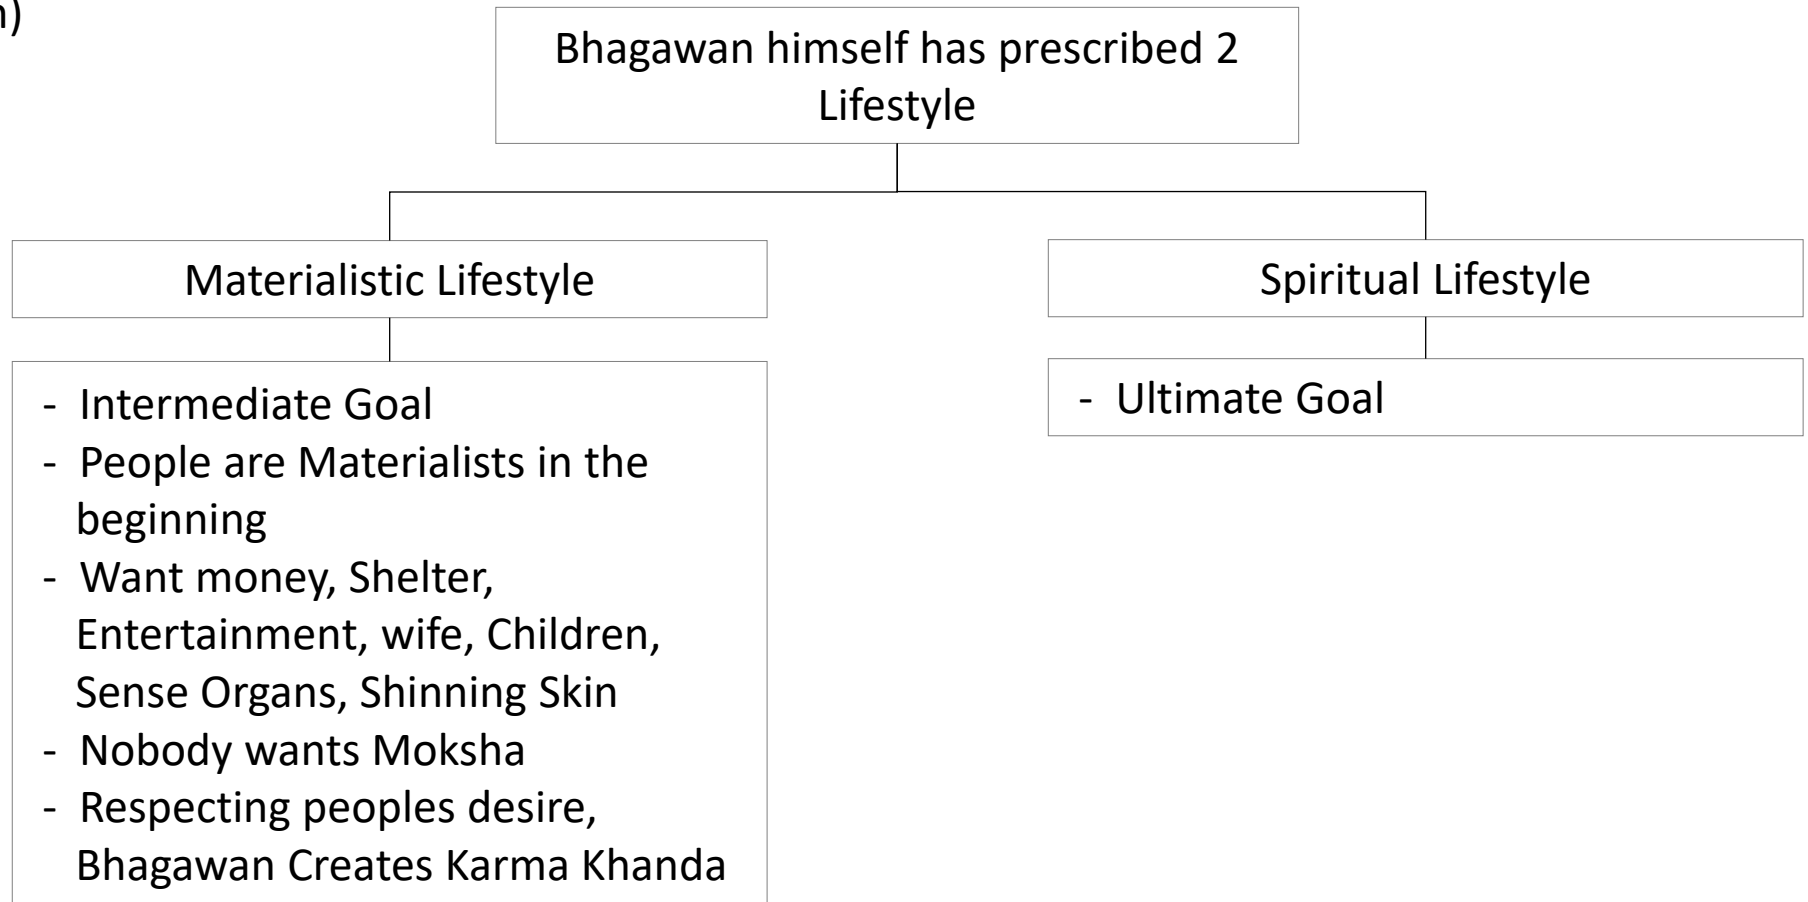 h)
Bhagawan himself has prescribed 2
Lifestyle
Materialistic Lifestyle
Spiritual Lifestyle
- Intermediate Goal
- People are Materialists in the
beginning
- Want money, Shelter,
Entertainment, wife, Children,
Sense Organs, Shinning Skin
- Nobody wants Moksha
- Respecting peoples desire,
Bhagawan Creates Karma Khanda
- Ultimate Goal